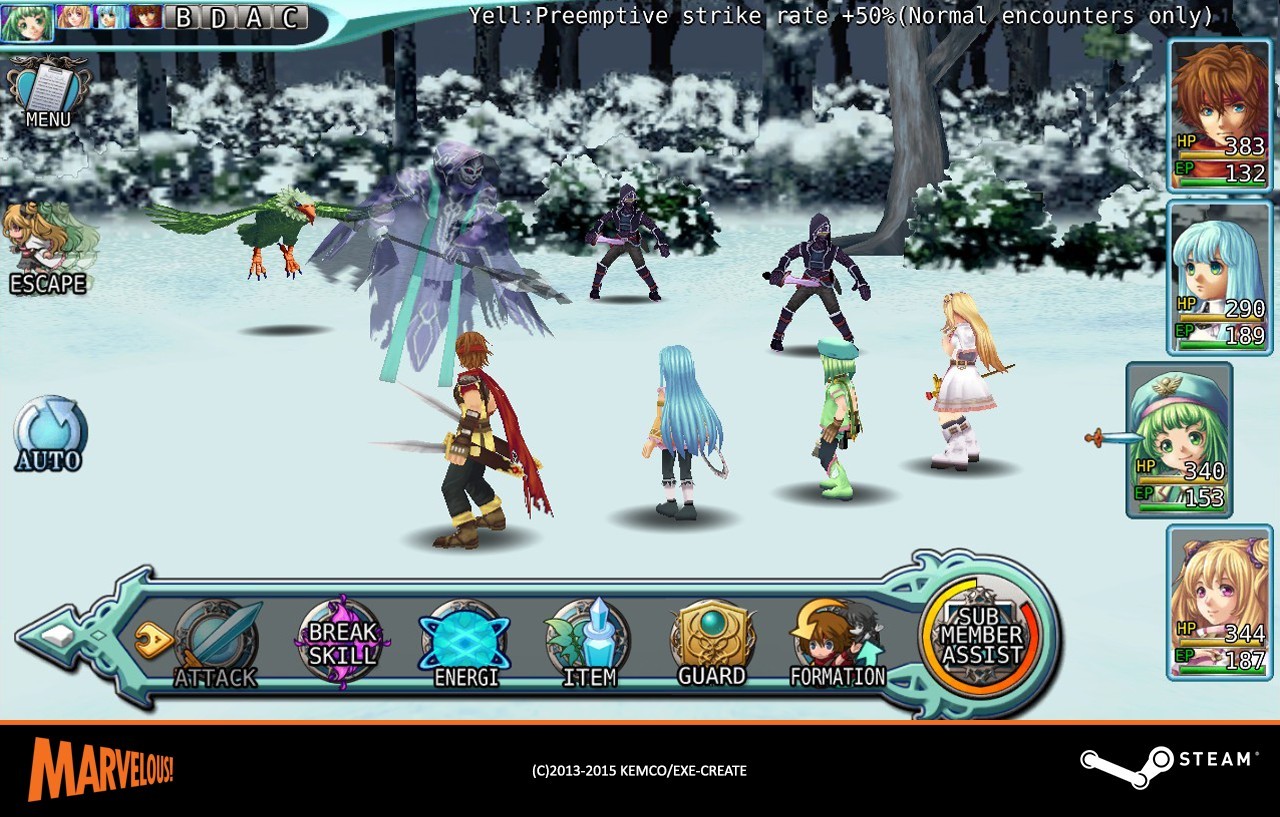 B D A C
Yell:Preemptive strike rate +50%(Normal encounters only)
MENU
HP 383
EP 132
ESCAPE
HP 290
EP 189
AUTO
HP 340
EP 153
HP 344
EP 187
ATTACK
BREAK
SKILL
ENERGI
ITEM
GUARD
FORMATION
SUB
MEMBER
ASSIST
MARVELOUS!
(C)2013-2015 KEMCO/EXE-CREATE
STEAM